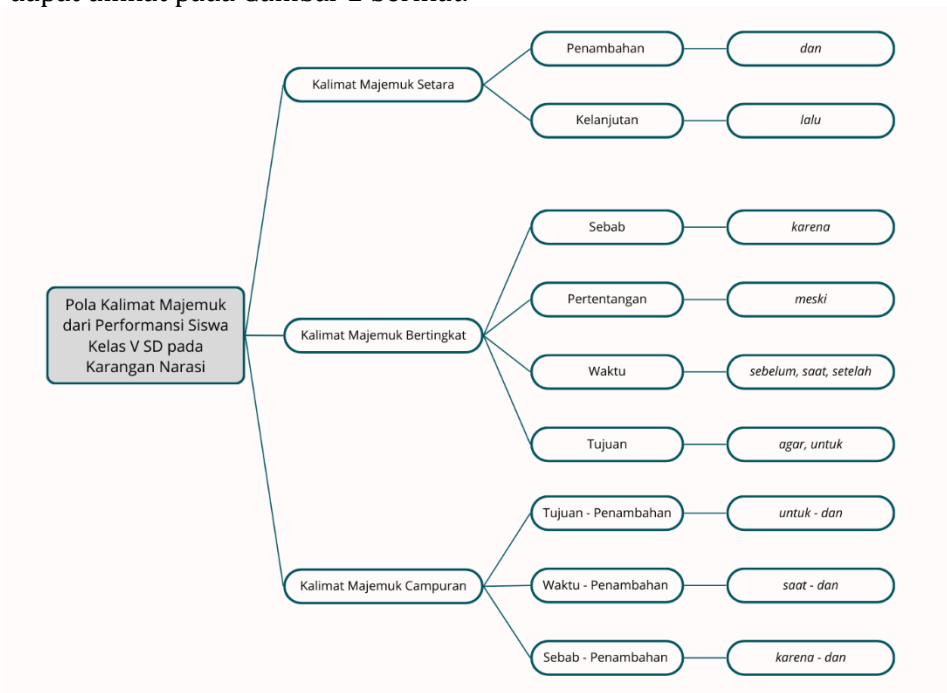 dapat dilihat pada Gambar 2 berikut.
Penambahan
dan
Kalimat Majemuk Setara
Kelanjutan
lalu
Sebab
karena
Pertentangan
meski
Pola Kalimat Majemuk
dari Performansi Siswa
Kelas V SD pada
Karangan Narasi
Kalimat Majemuk Bertingkat
Waktu
sebelum, saat, setelah
Tujuan
agar, untuk
Tujuan - Penambahan
untuk - dan
Kalimat Majemuk Campuran
Waktu - Penambahan
saat - dan
Sebab - Penambahan
karena - dan